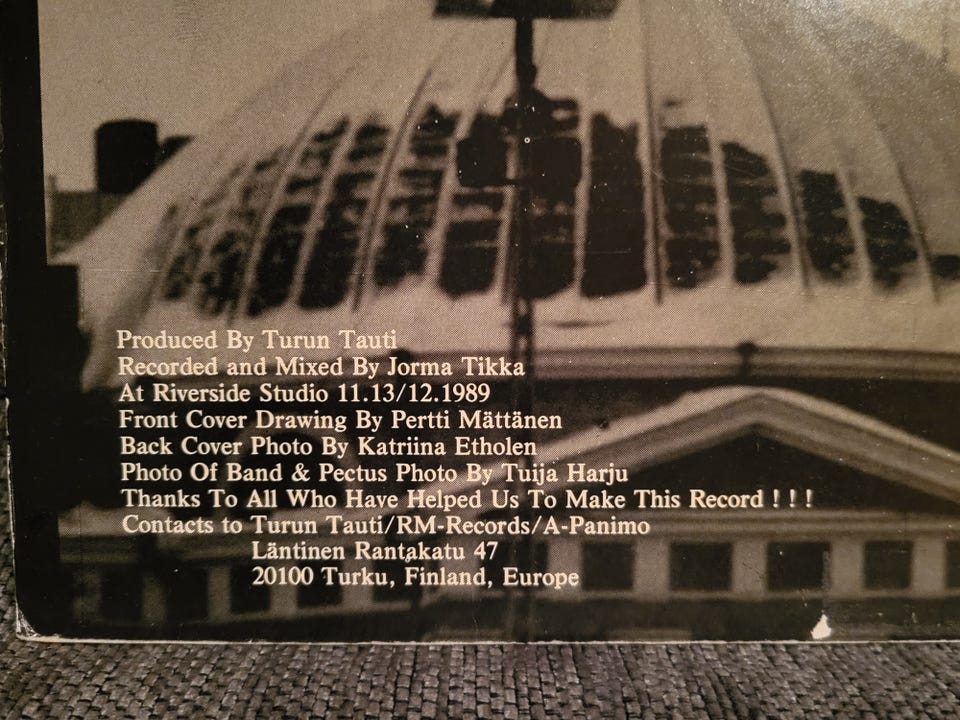 Produced By Turun Tauti
Recorded and Mixed By Jorma Tikka
At Riverside Studio 11.13/12.1989
Front Cover Drawing By Pertti Mättänen
Back Cover Photo By Katriina Etholen
Photo Of Band & Pectus Photo By Tuija Harju
Thanks To All Who Have Helped Us To Make This Record ! ! !
Contacts to Turun Tauti/RM-Records/A-Panimo
Läntinen Rantakatu 47
20100 Turku, Finland, Europe